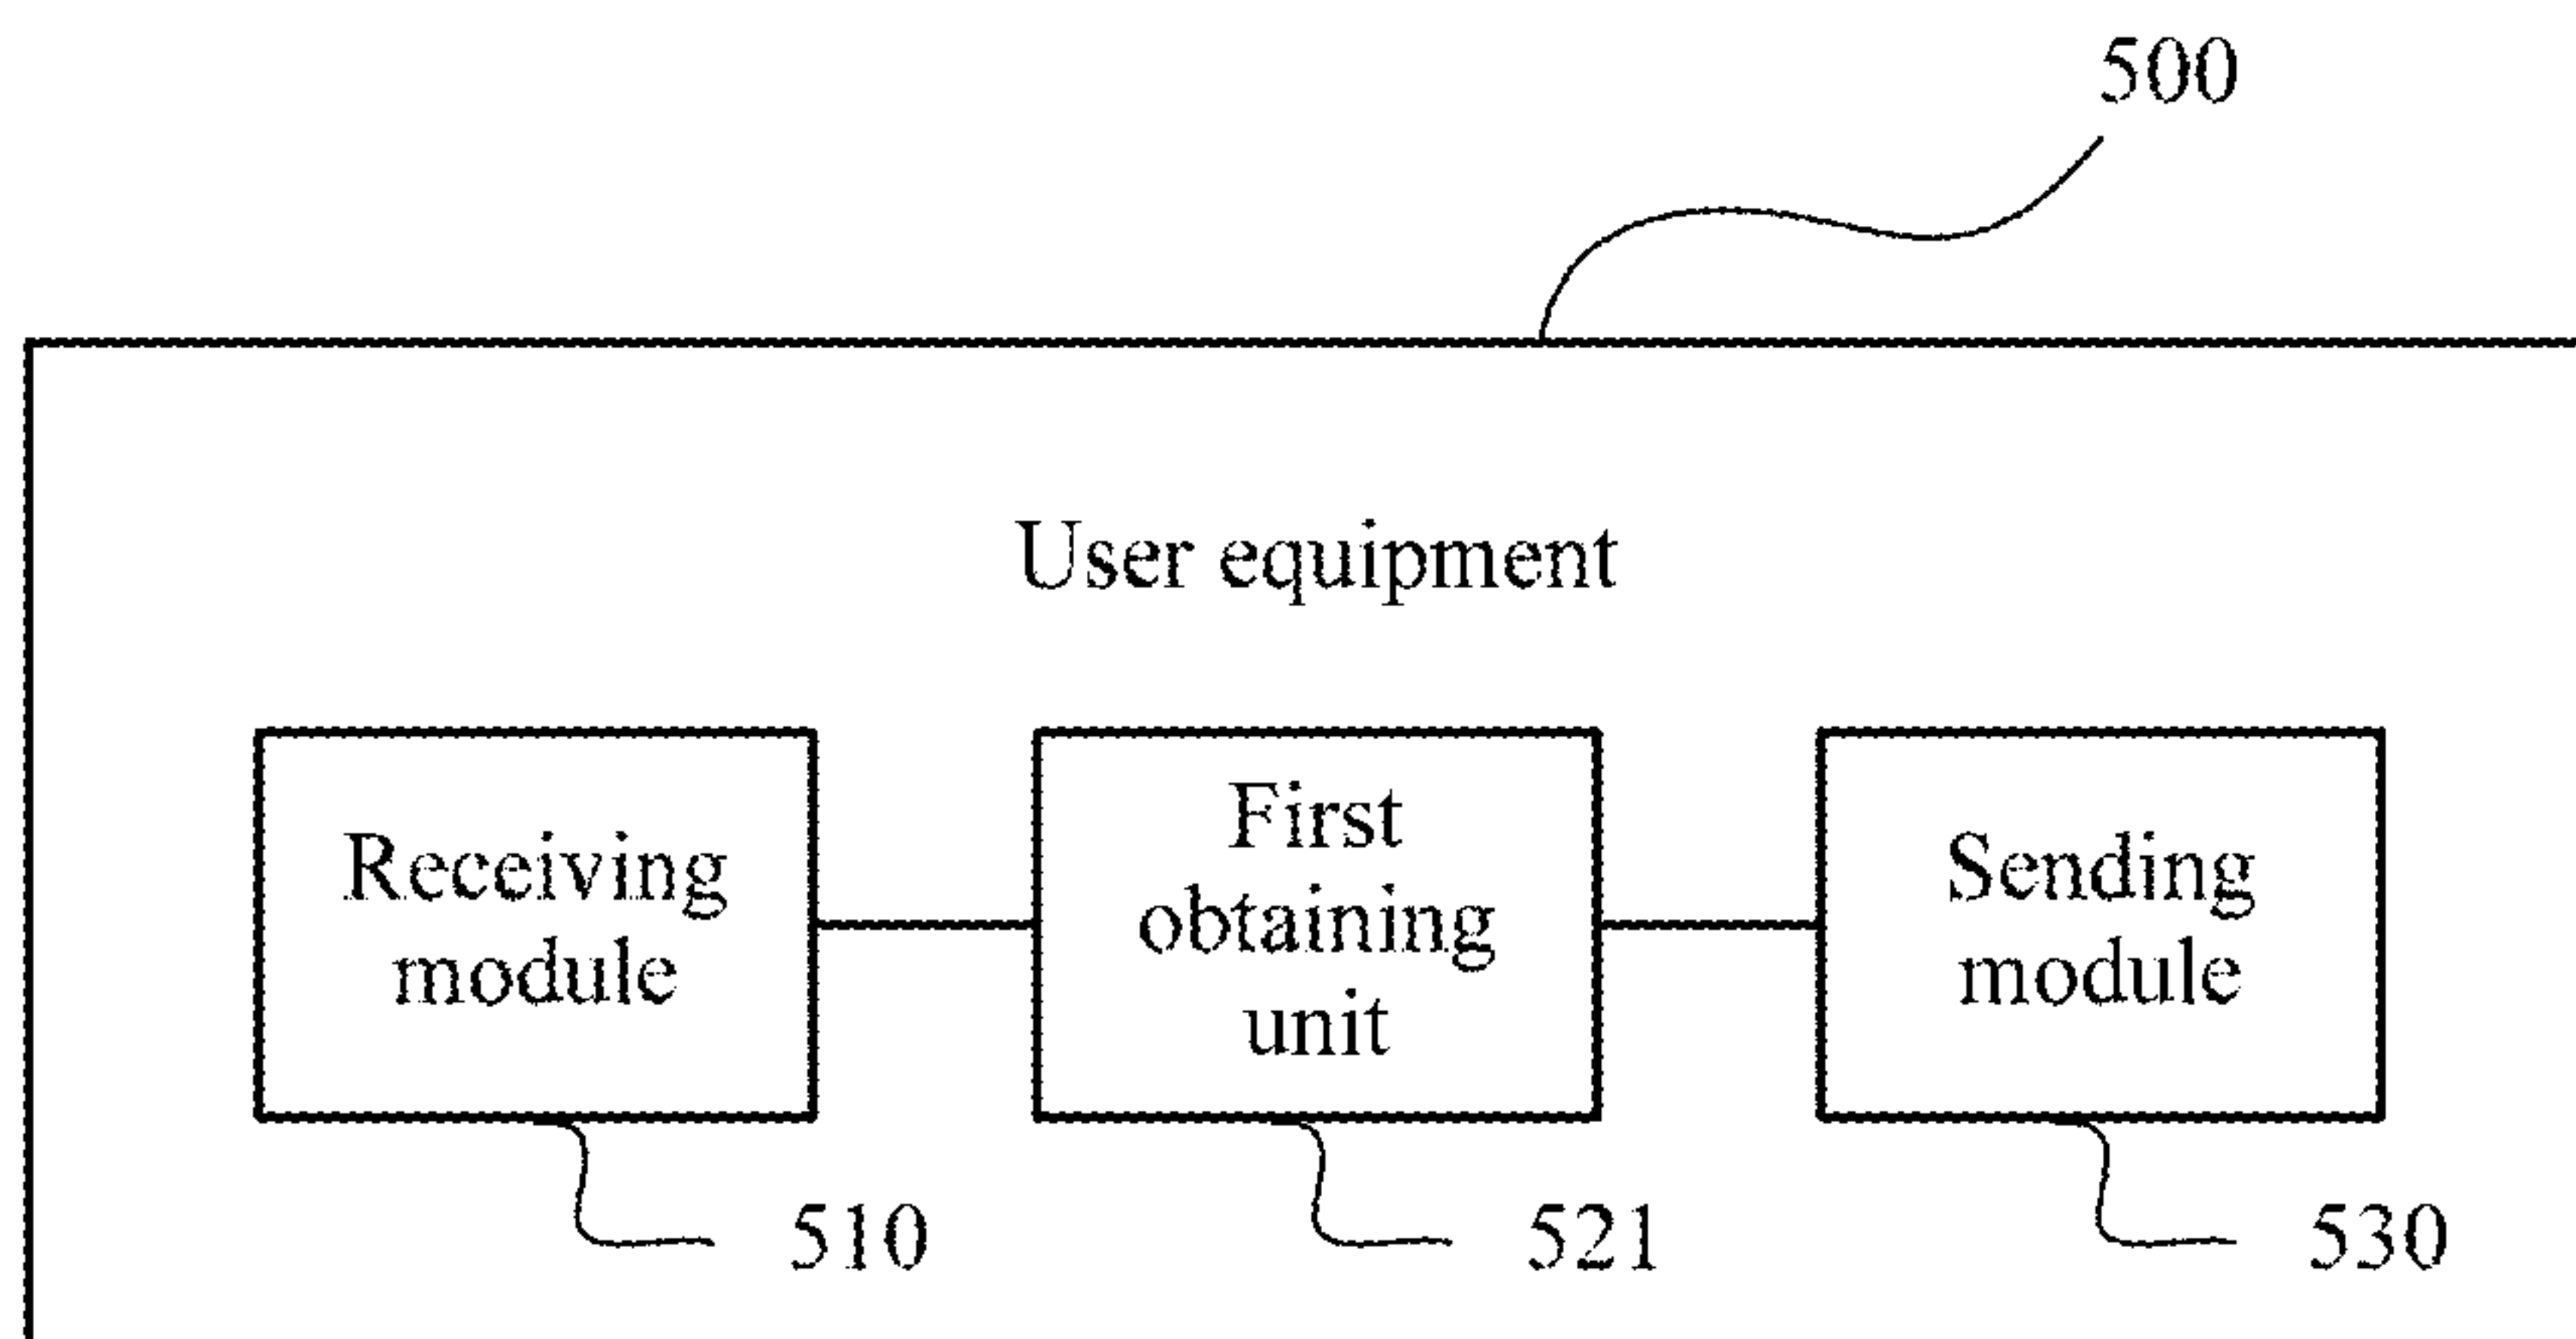 500
User equipment
Receiving
module
First
obtaining
unit
Sending
module
510
521
530